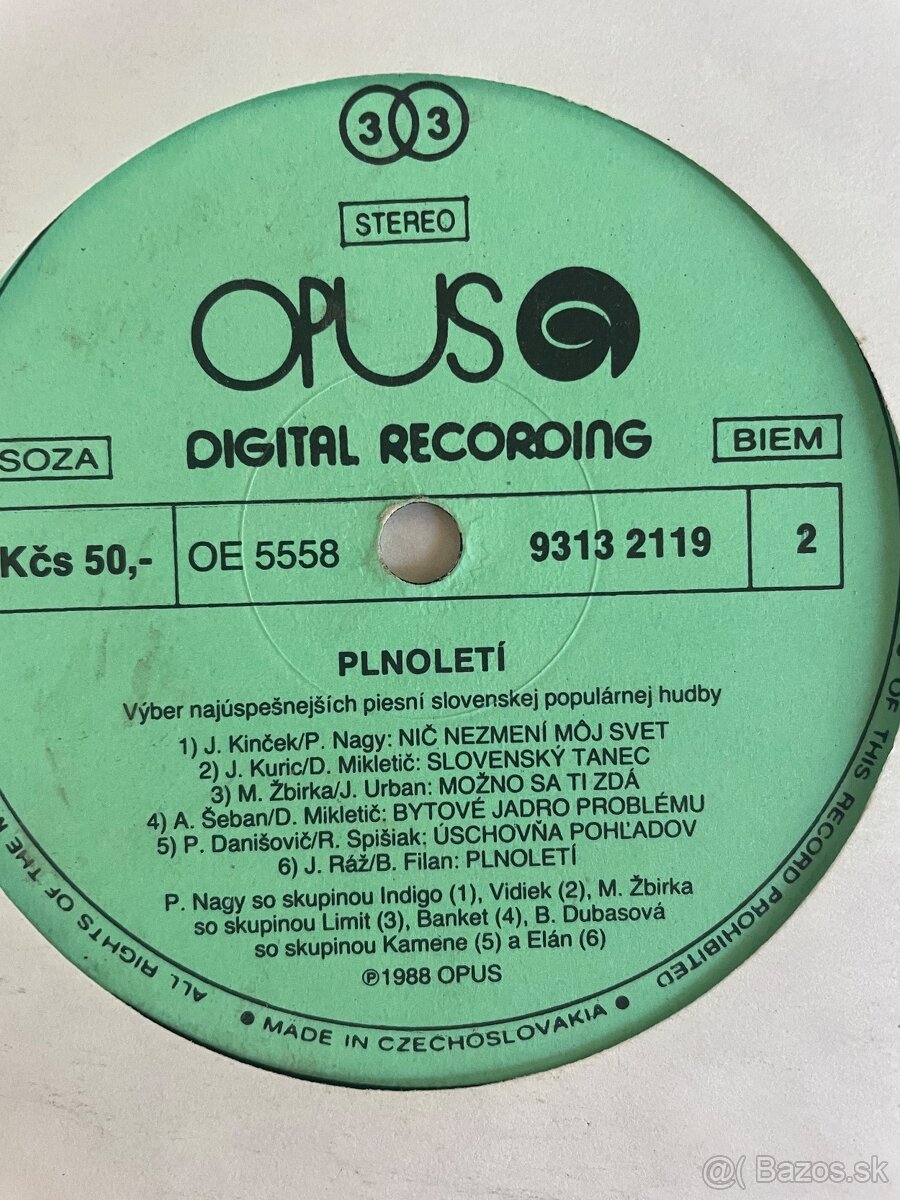 33
STEREO
OPUS
DIGITAL RECORDING
SOZA
BIEM
Kčs 50,-
OE 5558
9313 2119
2
PLNOLETÍ
Výber najúspešnejších piesní slovenskej populárnej hudby
1) J. Kinček/P. Nagy: NIČ NEZMENÍ MÔJ SVET
2) J. Kuric/D. Mikletič: SLOVENSKÝ TANEC
3) M. Žbirka/J. Urban: MOŽNO SA TI ZDÁ
4) A. Šeban/D. Mikletič: BYTOVÉ JADRO PROBLÉMU
5) P. Danišovič/R. Spišiak: ÚSCHOVŇA POHĽADOV
6) J. Ráž/B. Filan: PLNOLETÍ
P. Nagy so skupinou Indigo (1), Vidiek (2), M. Žbirka
so skupinou Limit (3), Banket (4), B. Dubasová
so skupinou Kamene (5) a Elán (6)
℗1988 OPUS
ALL RIGHTS OF THE
● MADE IN CZECHOSLOVAKIA ●
OF THIS RECORD PROHIBITED
@( Bazos.sk